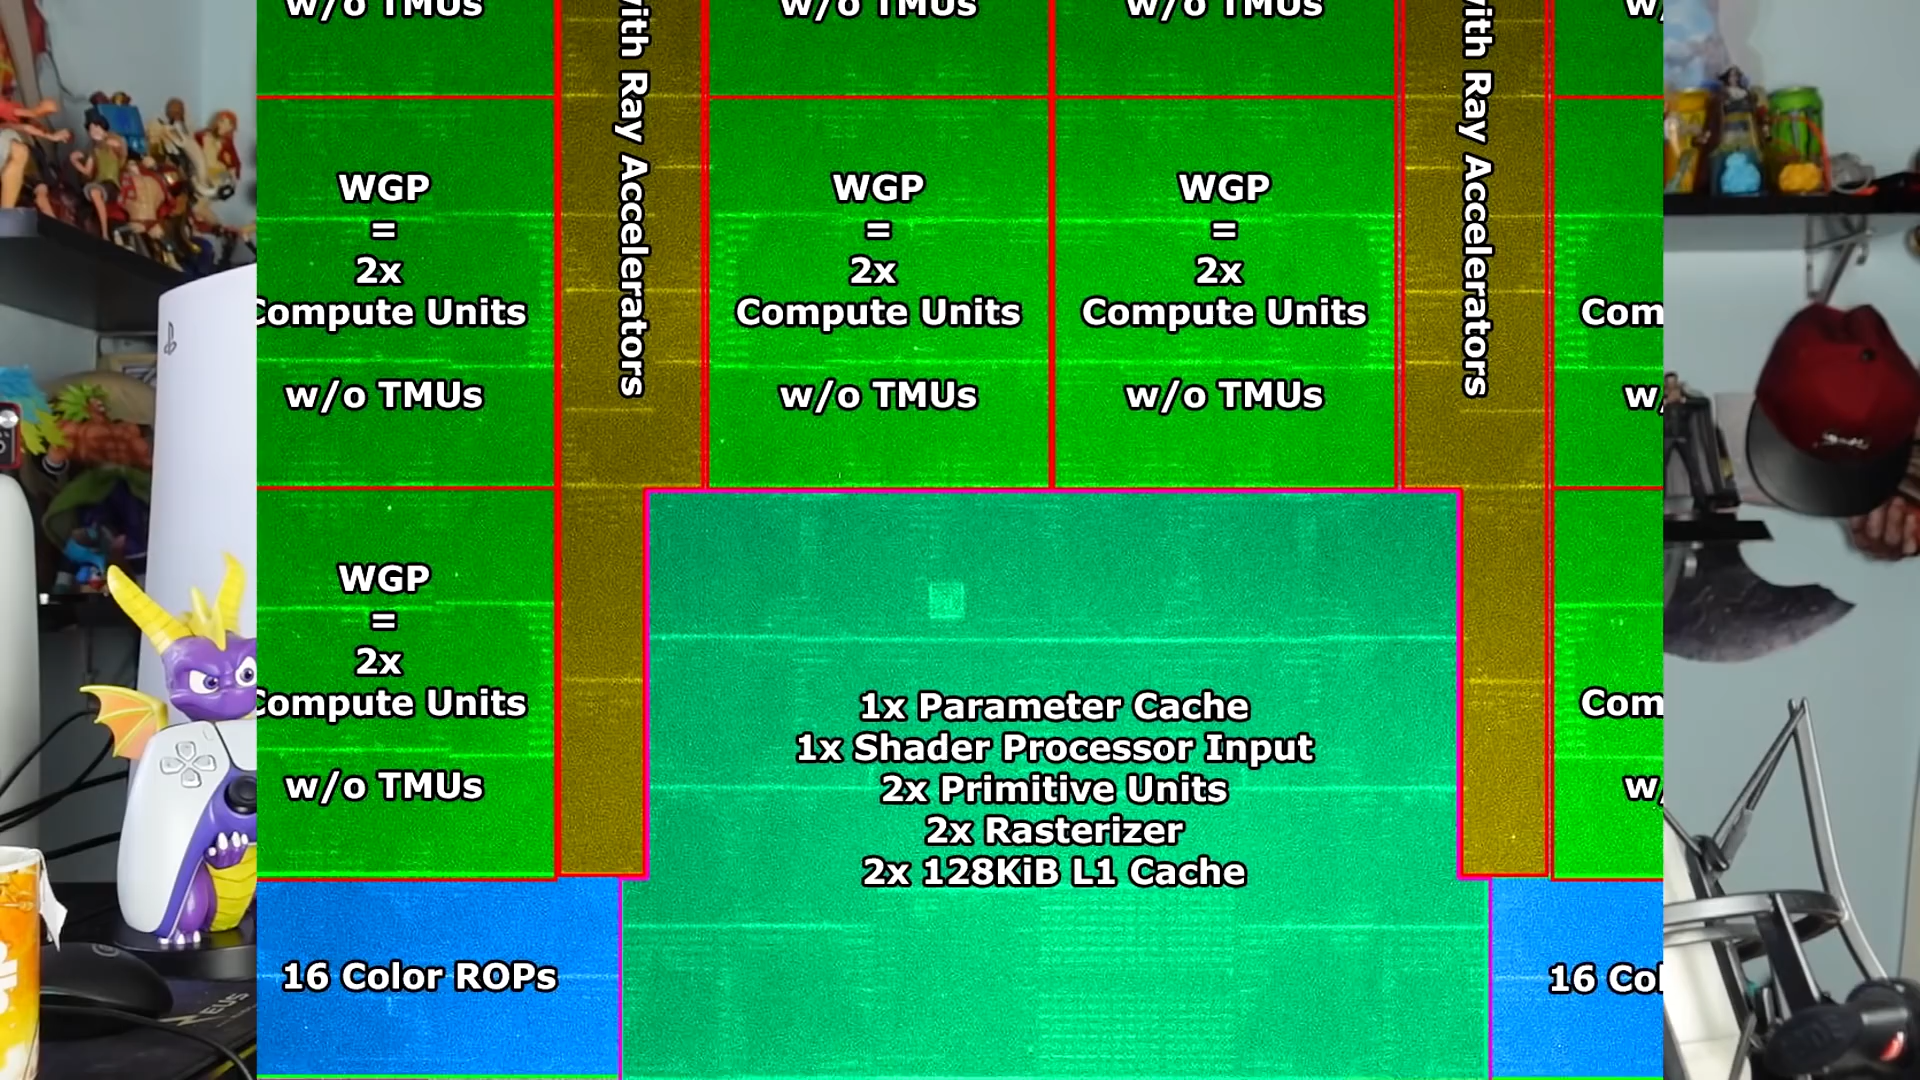 w/o TMUs
w/o TMUs
w/o TMUs
w/
with Ray Accelerators
with Ray Accelerators
WGP
=
2x
Compute Units
w/o TMUs
WGP
=
2x
Compute Units
w/o TMUs
WGP
=
2x
Compute Units
w/o TMUs
Com
w/
WGP
=
2x
Compute Units
w/o TMUs
Com
w/
1x Parameter Cache
1x Shader Processor Input
2x Primitive Units
2x Rasterizer
2x 128KiB L1 Cache
16 Color ROPs
16 Col